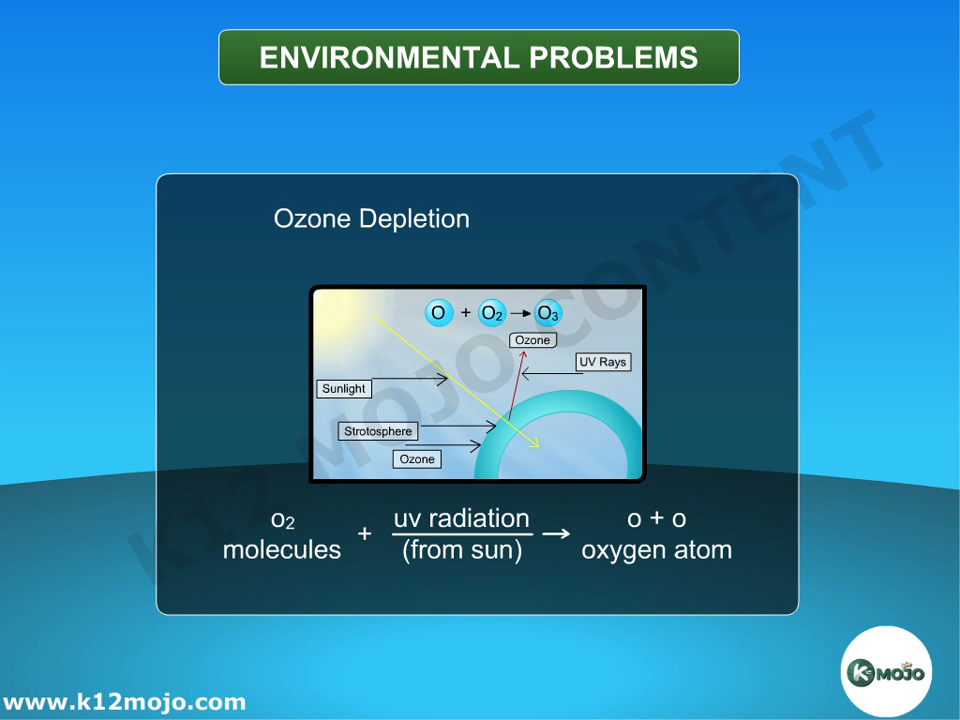 ENVIRONMENTAL PROBLEMS
Ozone Depletion
O + O₂ → O₃
Ozone
UV Rays
Sunlight
Strotosphere
Ozone
o₂ + uv radiation → o + o
molecules (from sun) oxygen atom
K12 MOJO CONTENT
www.k12mojo.com
K12 MOJO